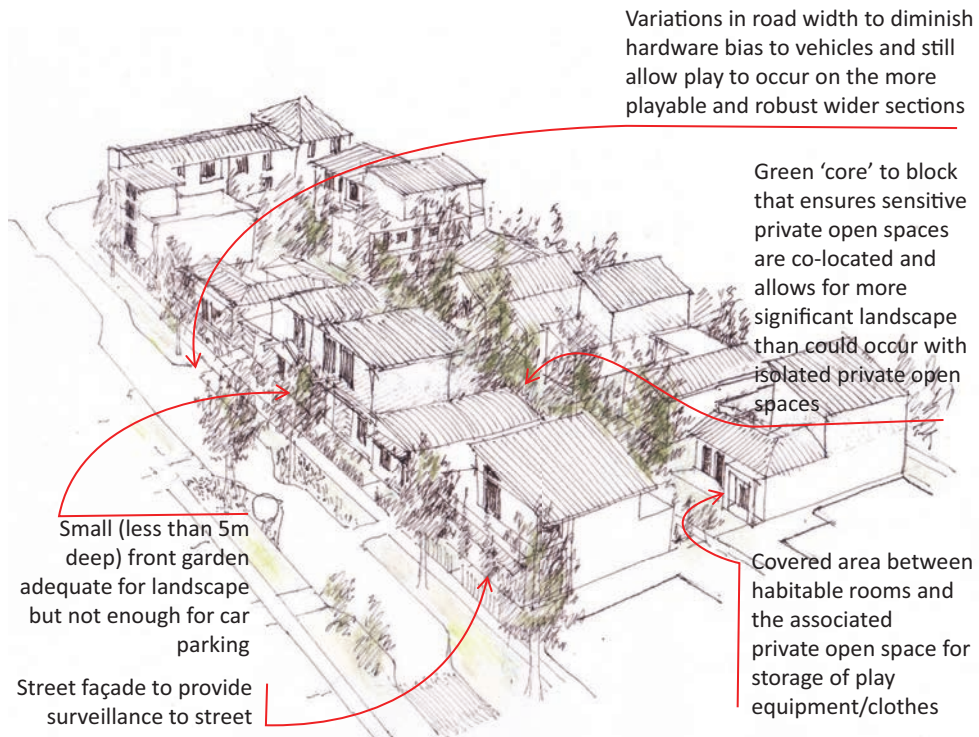 Variations in road width to diminish
hardware bias to vehicles and still
allow play to occur on the more
playable and robust wider sections
Green ‘core’ to block
that ensures sensitive
private open spaces
are co-located and
allows for more
significant landscape
than could occur with
isolated private open
spaces
Small (less than 5m
deep) front garden
adequate for landscape
but not enough for car
parking
Street façade to provide
surveillance to street
Covered area between
habitable rooms and
the associated
private open space for
storage of play
equipment/clothes